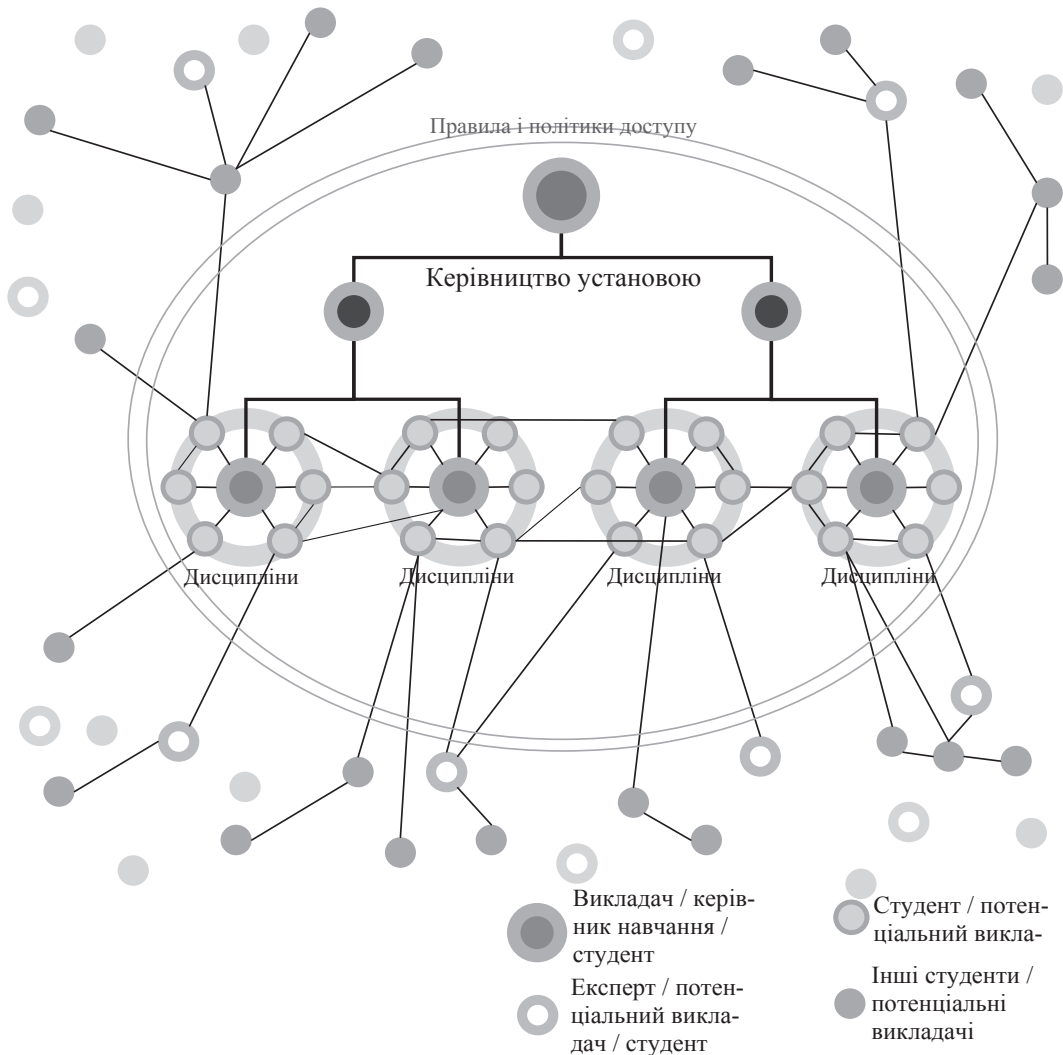 Правила і політики доступу
Керівництво установою
Дисципліни
Дисципліни
Дисципліни
Дисципліни
Викладач / керів-
ник навчання /
студент
Експерт / потен-
ціальний викла-
дач / студент
Студент / потен-
ціальний викла-
Інші студенти /
потенціальні
викладачі